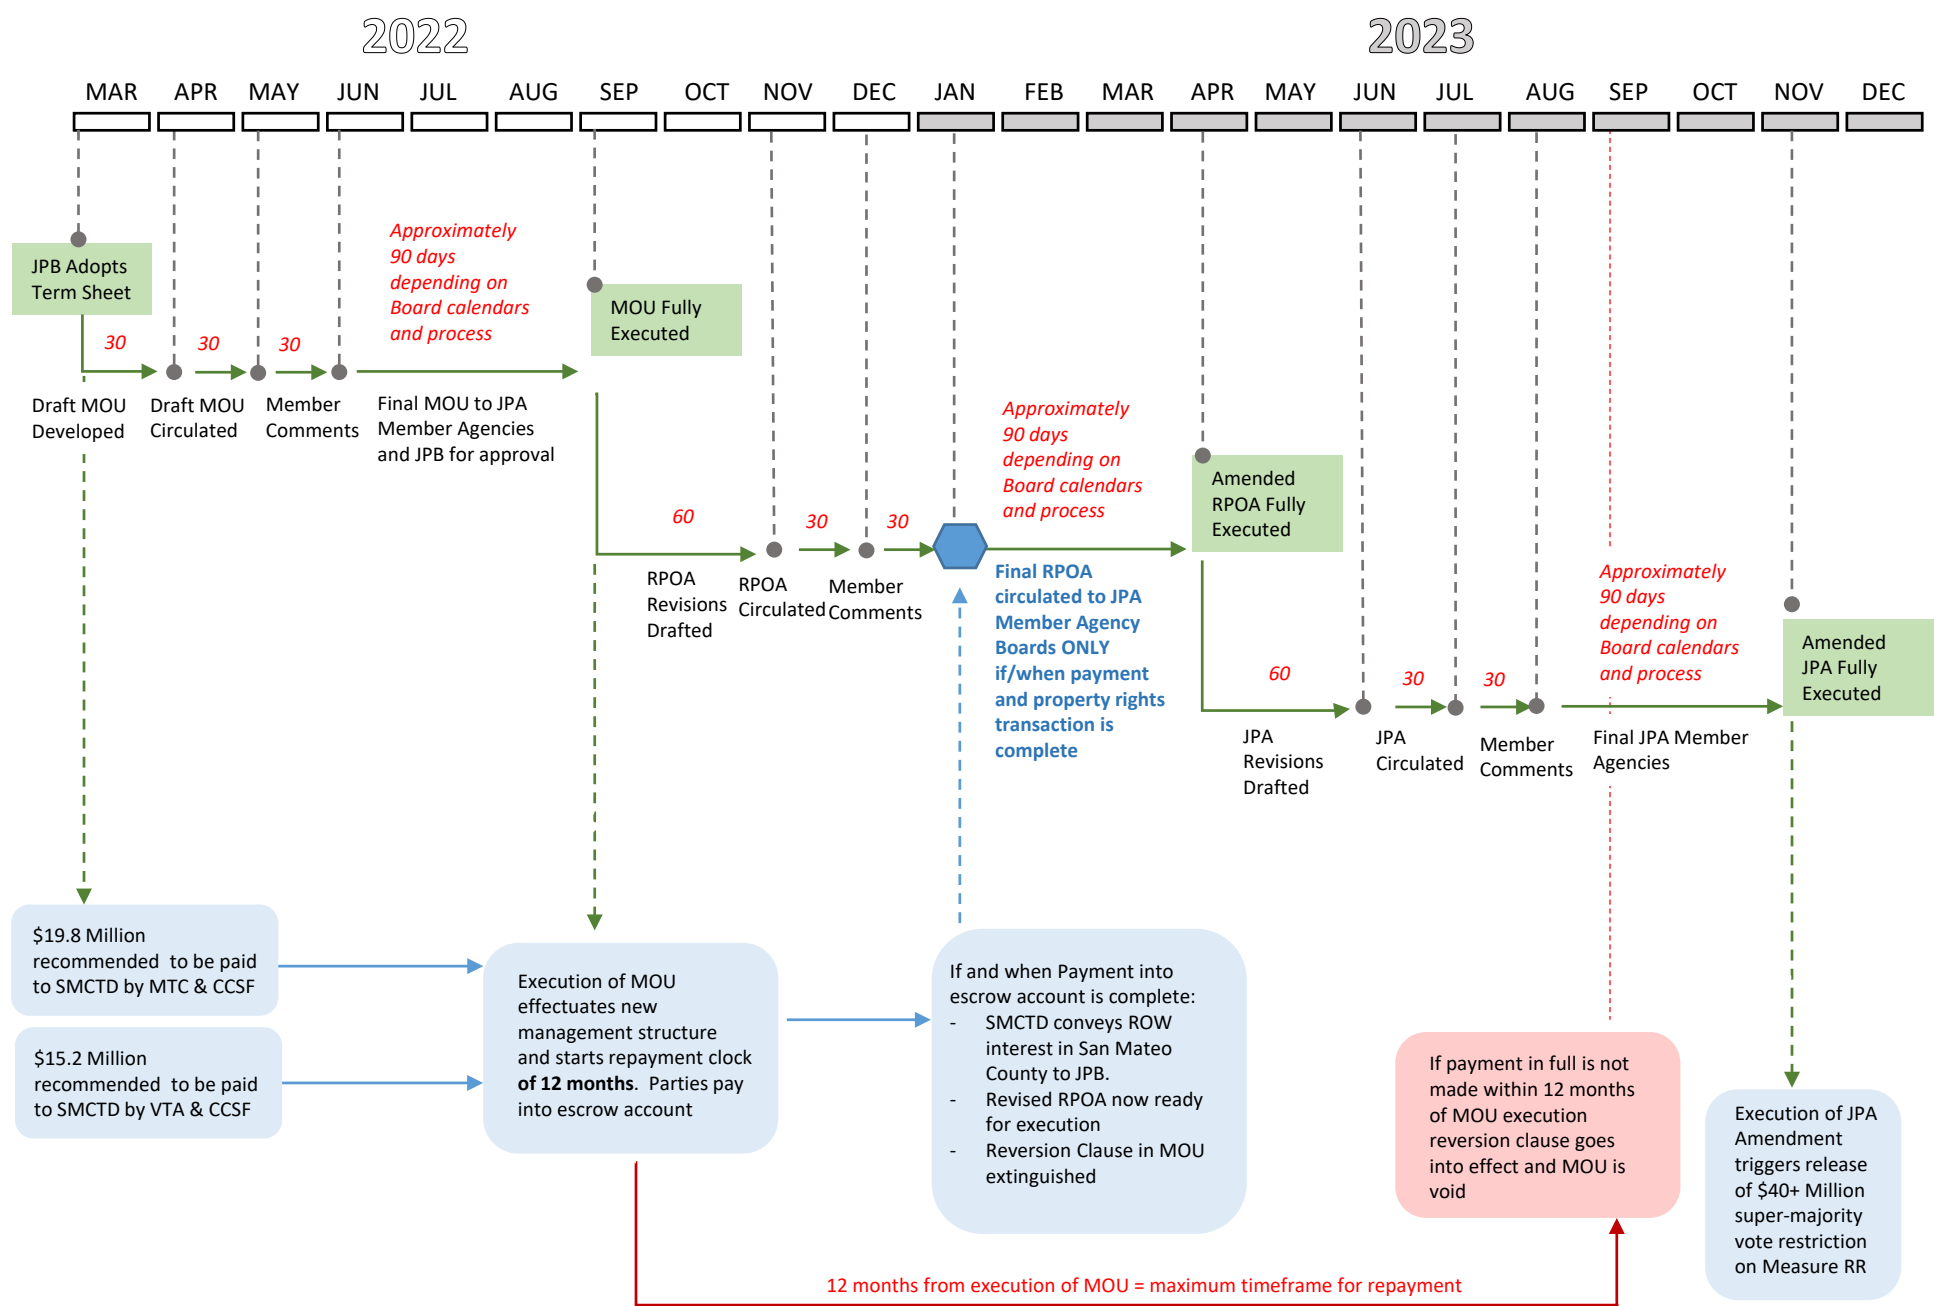 2022
2023
MAR APR MAY JUN JUL AUG SEP OCT NOV DEC JAN FEB MAR APR MAY JUN JUL AUG SEP OCT NOV DEC
JPB Adopts
Term Sheet
30
30
30
Approximately
90 days
depending on
Board calendars
and process
MOU Fully
Executed
Draft MOU
Developed
Draft MOU
Circulated
Member
Comments
Final MOU to JPA
Member Agencies
and JPB for approval
60
30
30
Approximately
90 days
depending on
Board calendars
and process
Amended
RPOA Fully
Executed
RPOA
Revisions
Drafted
RPOA
Circulated
Member
Comments
Final RPOA
circulated to JPA
Member Agency
Boards ONLY
if/when payment
and property rights
transaction is
complete
60
30
30
Approximately
90 days
depending on
Board calendars
and process
Amended
JPA Fully
Executed
JPA
Revisions
Drafted
JPA
Circulated
Member
Comments
Final JPA Member
Agencies
$19.8 Million
recommended to be paid
to SMCTD by MTC & CCSF
$15.2 Million
recommended to be paid
to SMCTD by VTA & CCSF
Execution of MOU
effectuates new
management structure
and starts repayment clock
of 12 months. Parties pay
into escrow account
If and when Payment into
escrow account is complete:
- SMCTD conveys ROW
interest in San Mateo
County to JPB.
- Revised RPOA now ready
for execution
- Reversion Clause in MOU
extinguished
If payment in full is not
made within 12 months
of MOU execution
reversion clause goes
into effect and MOU is
void
Execution of JPA
Amendment
triggers release
of $40+ Million
super-majority
vote restriction
on Measure RR
12 months from execution of MOU = maximum timeframe for repayment